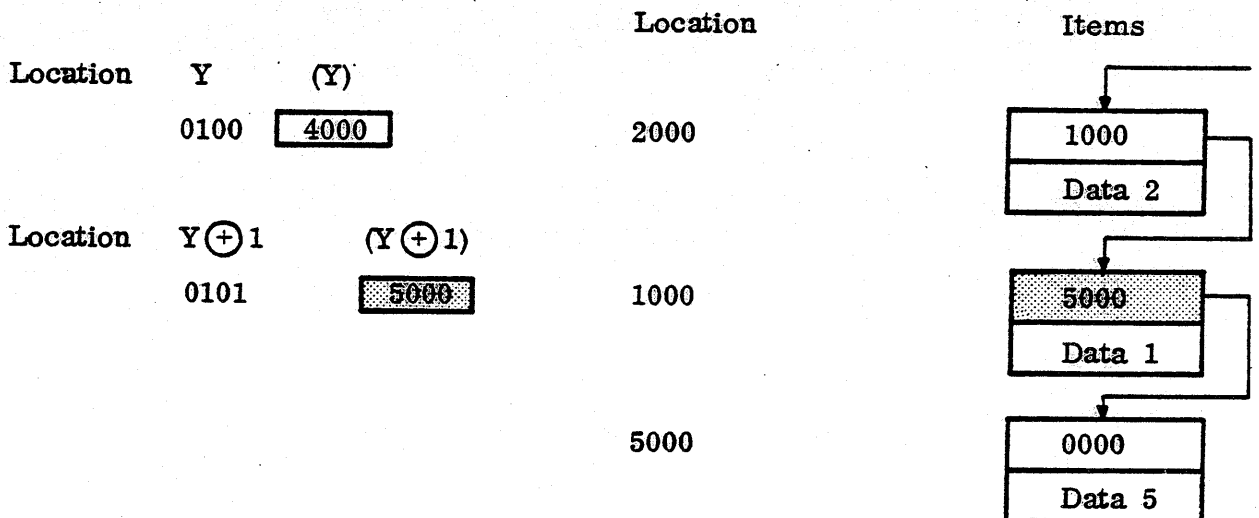 Location Items
Location Y (Y)
0100 4000 2000 1000
Data 2
Location Y⊕1 (Y⊕1)
0101 5000 1000 5000
Data 1
5000 0000
Data 5